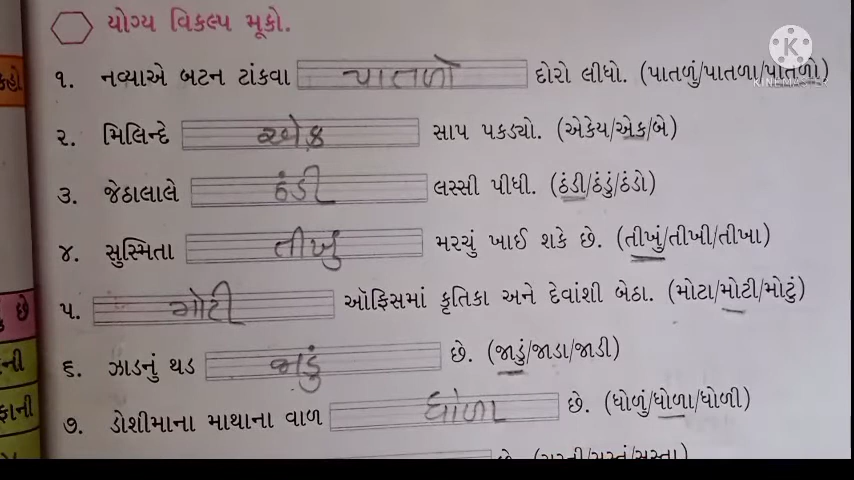 યોગ્ય વિકલ્પ મૂકો.
૧. નવ્યાએ બટન ટાંકવા પાતળો દોરો લીધો. (પાતળું/પાતળા/પાતળો)
K
KINEMASTER
૨. મિલિન્દે એક સાપ પકડ્યો. (એકેય/એક/બે)
૩. જેઠાલાલે ઠંડી લસ્સી પીધી. (ઠંડી/ઠંડું/ઠંડો)
૪. સુસ્મિતા તીખું મરચું ખાઈ શકે છે. (તીખું/તીખી/તીખા)
૫. મોટી ઑફિસમાં કૃતિકા અને દેવાંશી બેઠા. (મોટા/મોટી/મોટું)
૬. ઝાડનું થડ જાડું છે. (જાડું/જાડા/જાડી)
૭. ડોશીમાના માથાના વાળ ધોળા છે. (ધોળું/ધોળા/ધોળી)